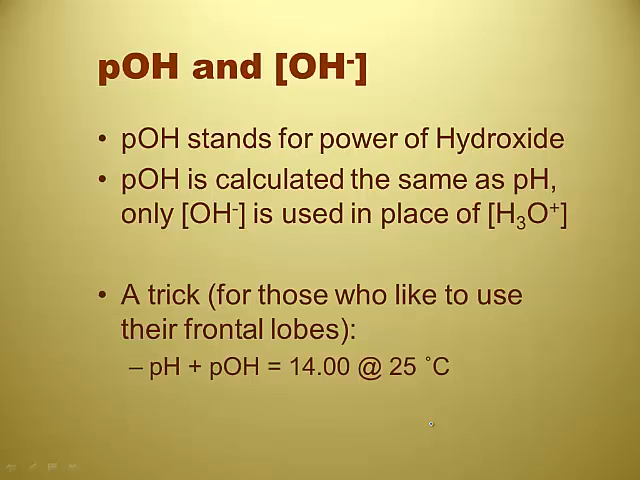 pOH and [OH⁻]
• pOH stands for power of Hydroxide
• pOH is calculated the same as pH,
only [OH⁻] is used in place of [H₃O⁺]
• A trick (for those who like to use
their frontal lobes):
– pH + pOH = 14.00 @ 25 ˚C